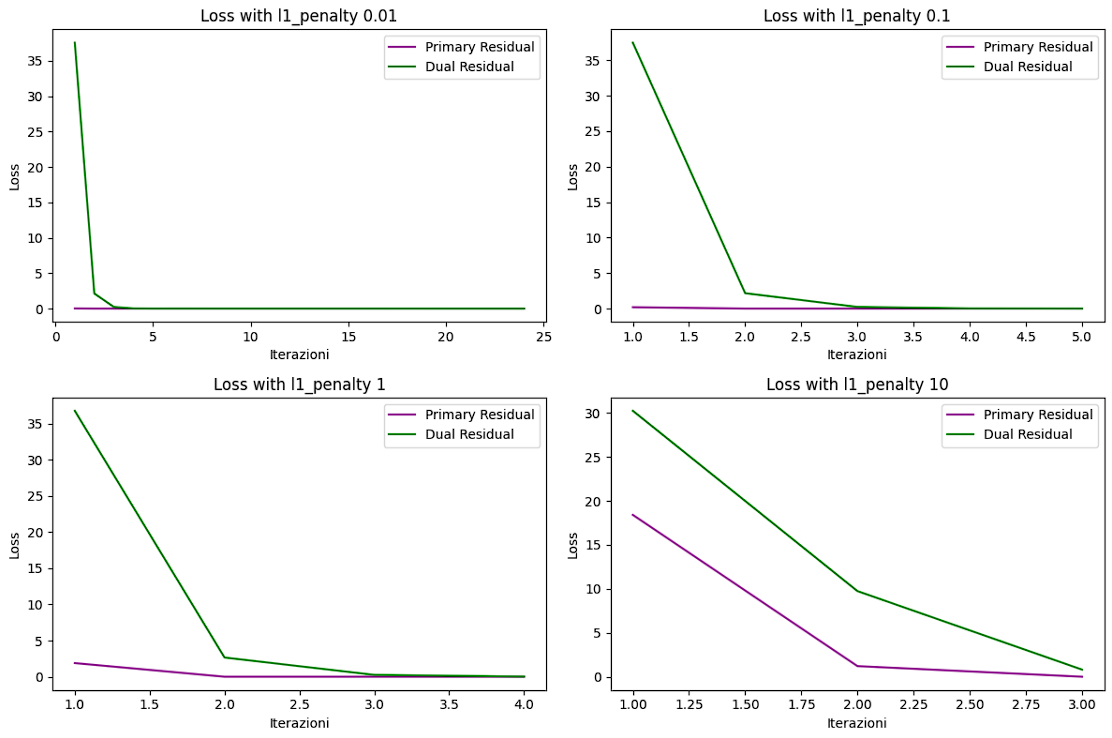 Loss with l1_penalty 0.01
35
30
25
20
15
10
5
0
Loss
Primary Residual
Dual Residual
0 5 10 15 20 25
Iterazioni
Loss with l1_penalty 0.1
35
30
25
20
15
10
5
0
Loss
Primary Residual
Dual Residual
1.0 1.5 2.0 2.5 3.0 3.5 4.0 4.5 5.0
Iterazioni
Loss with l1_penalty 1
35
30
25
20
15
10
5
0
Loss
Primary Residual
Dual Residual
1.0 1.5 2.0 2.5 3.0 3.5 4.0
Iterazioni
Loss with l1_penalty 10
30
25
20
15
10
5
0
Loss
Primary Residual
Dual Residual
1.00 1.25 1.50 1.75 2.00 2.25 2.50 2.75 3.00
Iterazioni